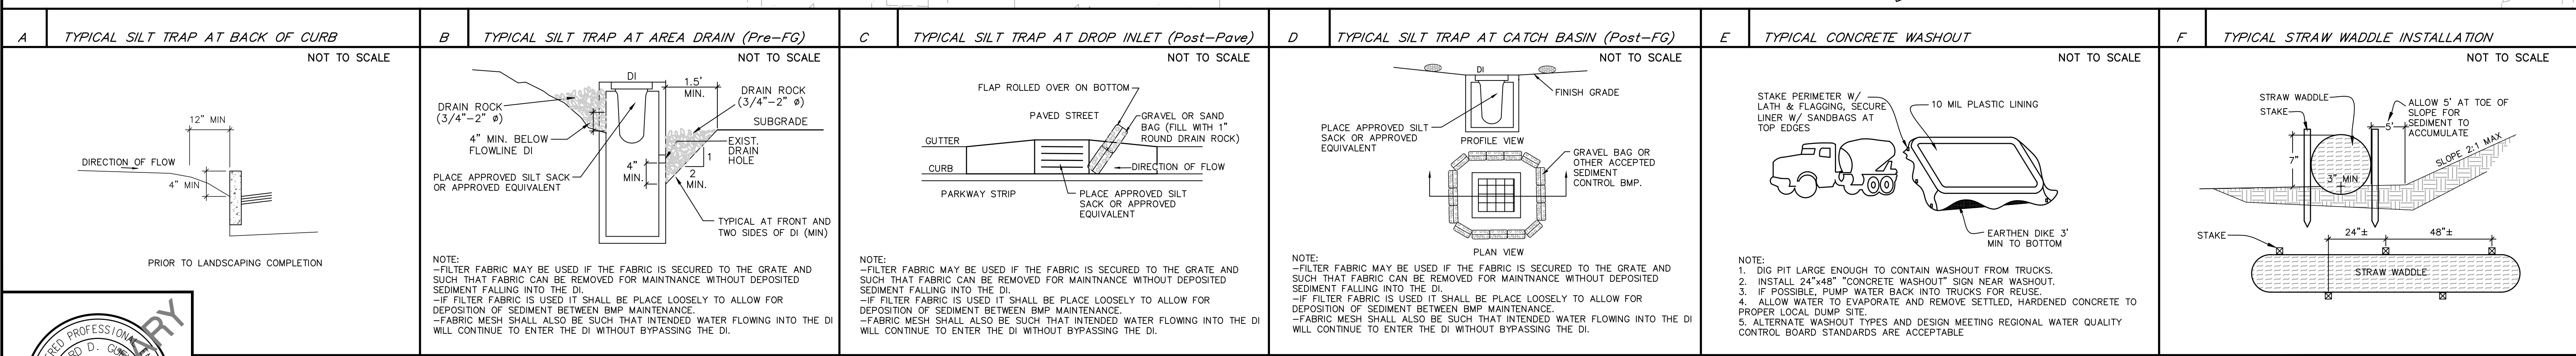 A TYPICAL SILT TRAP AT BACK OF CURB
NOT TO SCALE
12" MIN
DIRECTION OF FLOW
4" MIN
PRIOR TO LANDSCAPING COMPLETION
B TYPICAL SILT TRAP AT AREA DRAIN (Pre-FG)
NOT TO SCALE
DI
1.5'
MIN.
DRAIN ROCK
(3/4"-2" ø)
DRAIN ROCK
(3/4"-2" ø)
SUBGRADE
4" MIN. BELOW
FLOWLINE DI
EXIST.
DRAIN
HOLE
1
4"
MIN.
2
MIN.
PLACE APPROVED SILT SACK
OR APPROVED EQUIVALENT
TYPICAL AT FRONT AND
TWO SIDES OF DI (MIN)
NOTE:
-FILTER FABRIC MAY BE USED IF THE FABRIC IS SECURED TO THE GRATE AND
SUCH THAT FABRIC CAN BE REMOVED FOR MAINTNANCE WITHOUT DEPOSITED
SEDIMENT FALLING INTO THE DI.
-IF FILTER FABRIC IS USED IT SHALL BE PLACE LOOSELY TO ALLOW FOR
DEPOSITION OF SEDIMENT BETWEEN BMP MAINTENANCE.
-FABRIC MESH SHALL ALSO BE SUCH THAT INTENDED WATER FLOWING INTO THE DI
WILL CONTINUE TO ENTER THE DI WITHOUT BYPASSING THE DI.
C TYPICAL SILT TRAP AT DROP INLET (Post-Pave)
NOT TO SCALE
FLAP ROLLED OVER ON BOTTOM
PAVED STREET
GRAVEL OR SAND
BAG (FILL WITH 1"
ROUND DRAIN ROCK)
GUTTER
CURB
DIRECTION OF FLOW
PARKWAY STRIP
PLACE APPROVED SILT
SACK OR APPROVED
EQUIVALENT
NOTE:
-FILTER FABRIC MAY BE USED IF THE FABRIC IS SECURED TO THE GRATE AND
SUCH THAT FABRIC CAN BE REMOVED FOR MAINTNANCE WITHOUT DEPOSITED
SEDIMENT FALLING INTO THE DI.
-IF FILTER FABRIC IS USED IT SHALL BE PLACE LOOSELY TO ALLOW FOR
DEPOSITION OF SEDIMENT BETWEEN BMP MAINTENANCE.
-FABRIC MESH SHALL ALSO BE SUCH THAT INTENDED WATER FLOWING INTO THE DI
WILL CONTINUE TO ENTER THE DI WITHOUT BYPASSING THE DI.
D TYPICAL SILT TRAP AT CATCH BASIN (Post-FG)
NOT TO SCALE
DI
FINISH GRADE
PLACE APPROVED SILT
SACK OR APPROVED
EQUIVALENT
PROFILE VIEW
GRAVEL BAG OR
OTHER ACCEPTED
SEDIMENT
CONTROL BMP.
PLAN VIEW
NOTE:
-FILTER FABRIC MAY BE USED IF THE FABRIC IS SECURED TO THE GRATE AND
SUCH THAT FABRIC CAN BE REMOVED FOR MAINTNANCE WITHOUT DEPOSITED
SEDIMENT FALLING INTO THE DI.
-IF FILTER FABRIC IS USED IT SHALL BE PLACE LOOSELY TO ALLOW FOR
DEPOSITION OF SEDIMENT BETWEEN BMP MAINTENANCE.
-FABRIC MESH SHALL ALSO BE SUCH THAT INTENDED WATER FLOWING INTO THE DI
WILL CONTINUE TO ENTER THE DI WITHOUT BYPASSING THE DI.
E TYPICAL CONCRETE WASHOUT
NOT TO SCALE
STAKE PERIMETER W/
LATH & FLAGGING, SECURE
LINER W/ SANDBAGS AT
TOP EDGES
10 MIL PLASTIC LINING
EARTHEN DIKE 3'
MIN TO BOTTOM
NOTE:
1. DIG PIT LARGE ENOUGH TO CONTAIN WASHOUT FROM TRUCKS.
2. INSTALL 24"x48" "CONCRETE WASHOUT" SIGN NEAR WASHOUT.
3. IF POSSIBLE, PUMP WATER BACK INTO TRUCKS FOR REUSE.
4. ALLOW WATER TO EVAPORATE AND REMOVE SETTLED, HARDENED CONCRETE TO
PROPER LOCAL DUMP SITE.
5. ALTERNATE WASHOUT TYPES AND DESIGN MEETING REGIONAL WATER QUALITY
CONTROL BOARD STANDARDS ARE ACCEPTABLE
F TYPICAL STRAW WADDLE INSTALLATION
NOT TO SCALE
STRAW WADDLE
STAKE
ALLOW 5' AT TOE OF
SLOPE FOR
SEDIMENT TO
ACCUMULATE
5'
7"
3" MIN
SLOPE 2:1 MAX
24"±
48"±
STAKE
STRAW WADDLE
PROFESSIONAL
D.